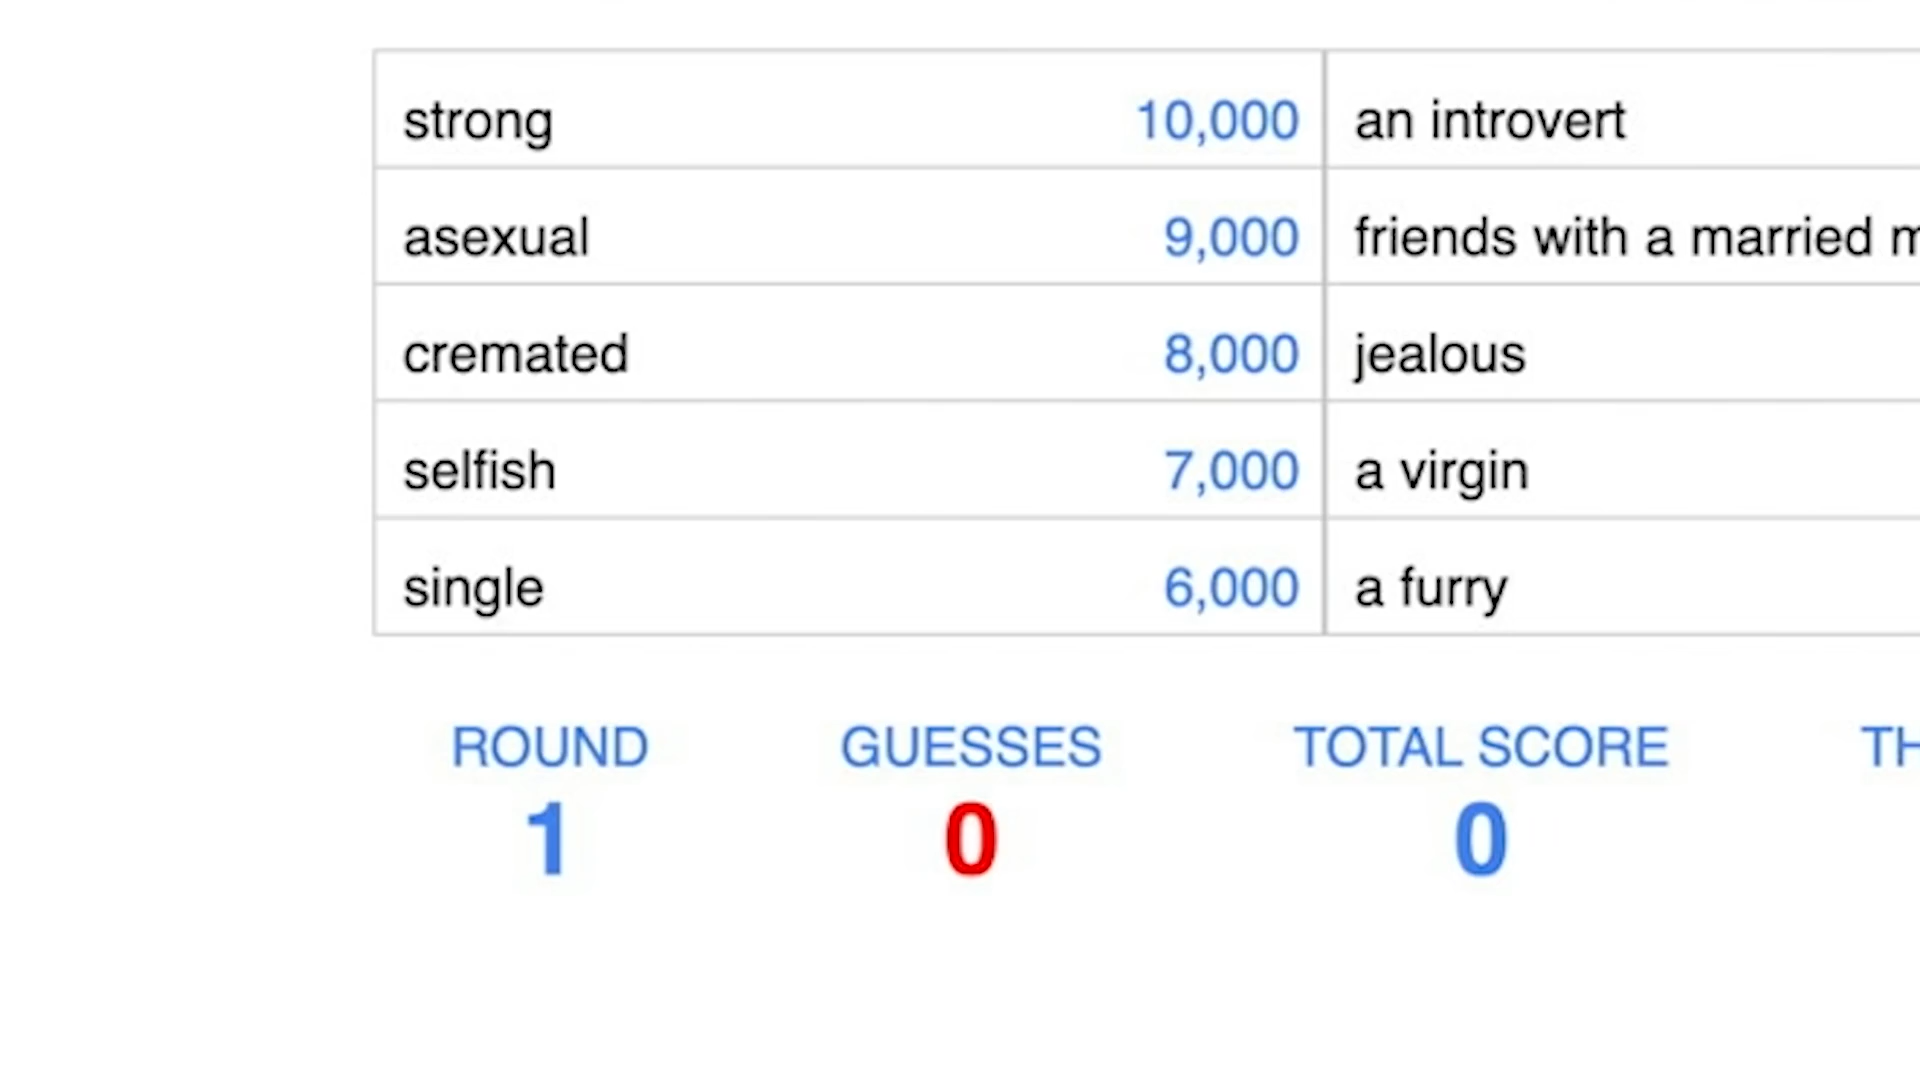 strong 10,000 an introvert
asexual 9,000 friends with a married
cremated 8,000 jealous
selfish 7,000 a virgin
single 6,000 a furry
ROUND GUESSES TOTAL SCORE
1 0 0